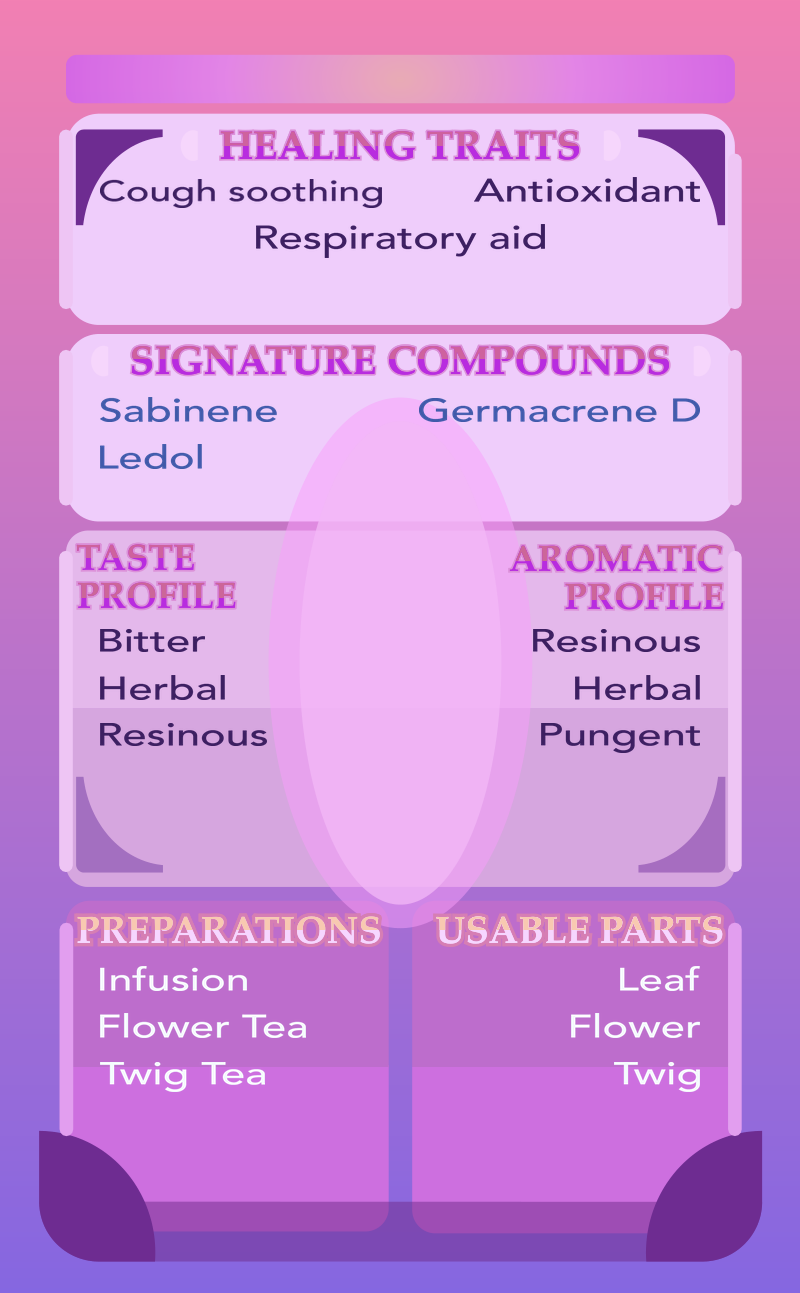 HEALING TRAITS
Cough soothing Antioxidant
Respiratory aid
SIGNATURE COMPOUNDS
Sabinene Germacrene D
Ledol
TASTE
PROFILE
Bitter
Herbal
Resinous
AROMATIC
PROFILE
Resinous
Herbal
Pungent
PREPARATIONS
Infusion
Flower Tea
Twig Tea
USABLE PARTS
Leaf
Flower
Twig